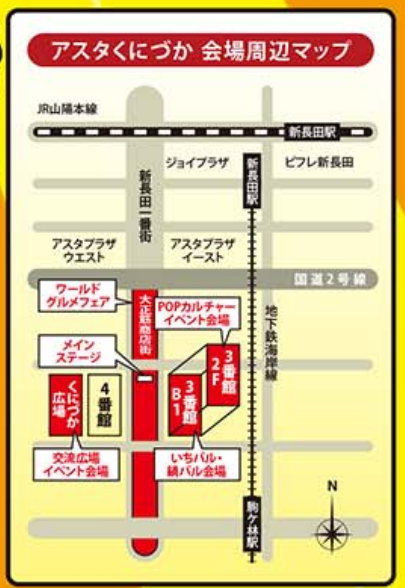 アスタくにづか 会場周辺マップ
JR山陽本線
新長田駅
新長田一番街
ジョイプラザ
新長田駅
ピフレ新長田
アスタプラザ
ウエスト
アスタプラザ
イースト
国道2号線
ワールド
グルメフェア
大正筋商店街
POPカルチャー
イベント会場
地下鉄海岸線
メイン
ステージ
3番館
2F
3番館
B1
くにづか
広場
4番館
交流広場
イベント会場
いちバル・
鍋バル会場
駒ケ林駅
N